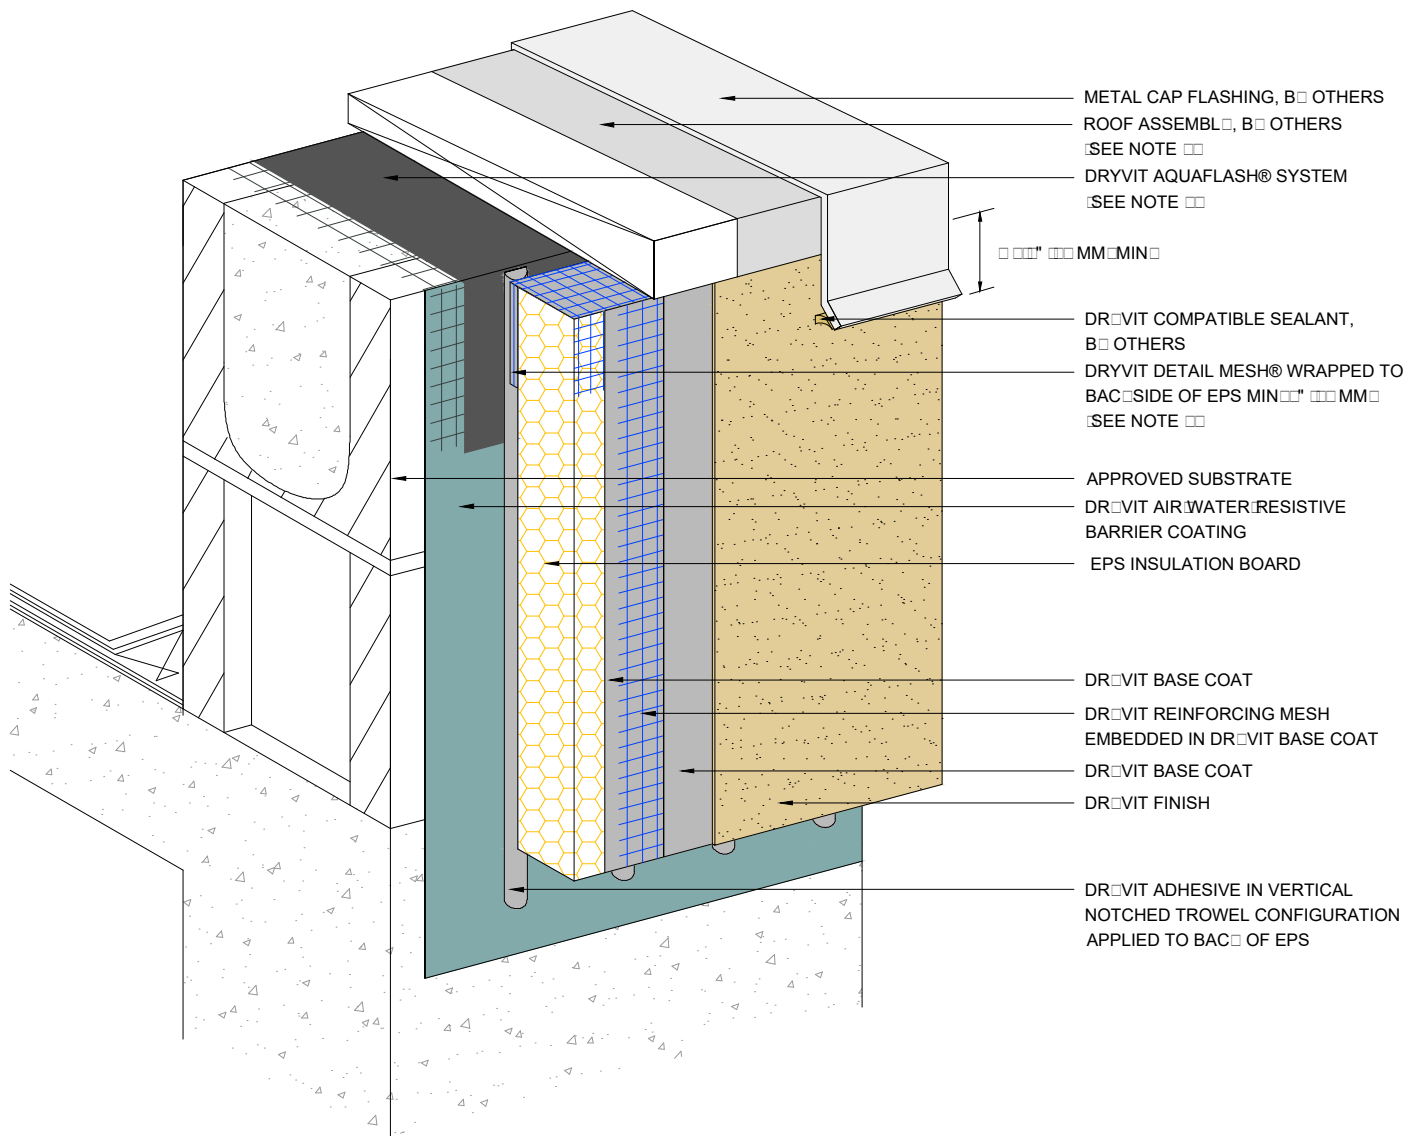 METAL CAP FLASHING, B□ OTHERS
ROOF ASSEMBL□, B□ OTHERS
□SEE NOTE □□
DRYVIT AQUAFLASH® SYSTEM
□SEE NOTE □□
□ □□" □□□ MM□MIN□
DR□VIT COMPATIBLE SEALANT,
B□ OTHERS
DRYVIT DETAIL MESH® WRAPPED TO
BAC□SIDE OF EPS MIN□□" □□□ MM□
□SEE NOTE □□
APPROVED SUBSTRATE
DR□VIT AIR□WATER□RESISTIVE
BARRIER COATING
EPS INSULATION BOARD
DR□VIT BASE COAT
DR□VIT REINFORCING MESH
EMBEDDED IN DR□VIT BASE COAT
DR□VIT BASE COAT
DR□VIT FINISH
DR□VIT ADHESIVE IN VERTICAL
NOTCHED TROWEL CONFIGURATION
APPLIED TO BAC□ OF EPS